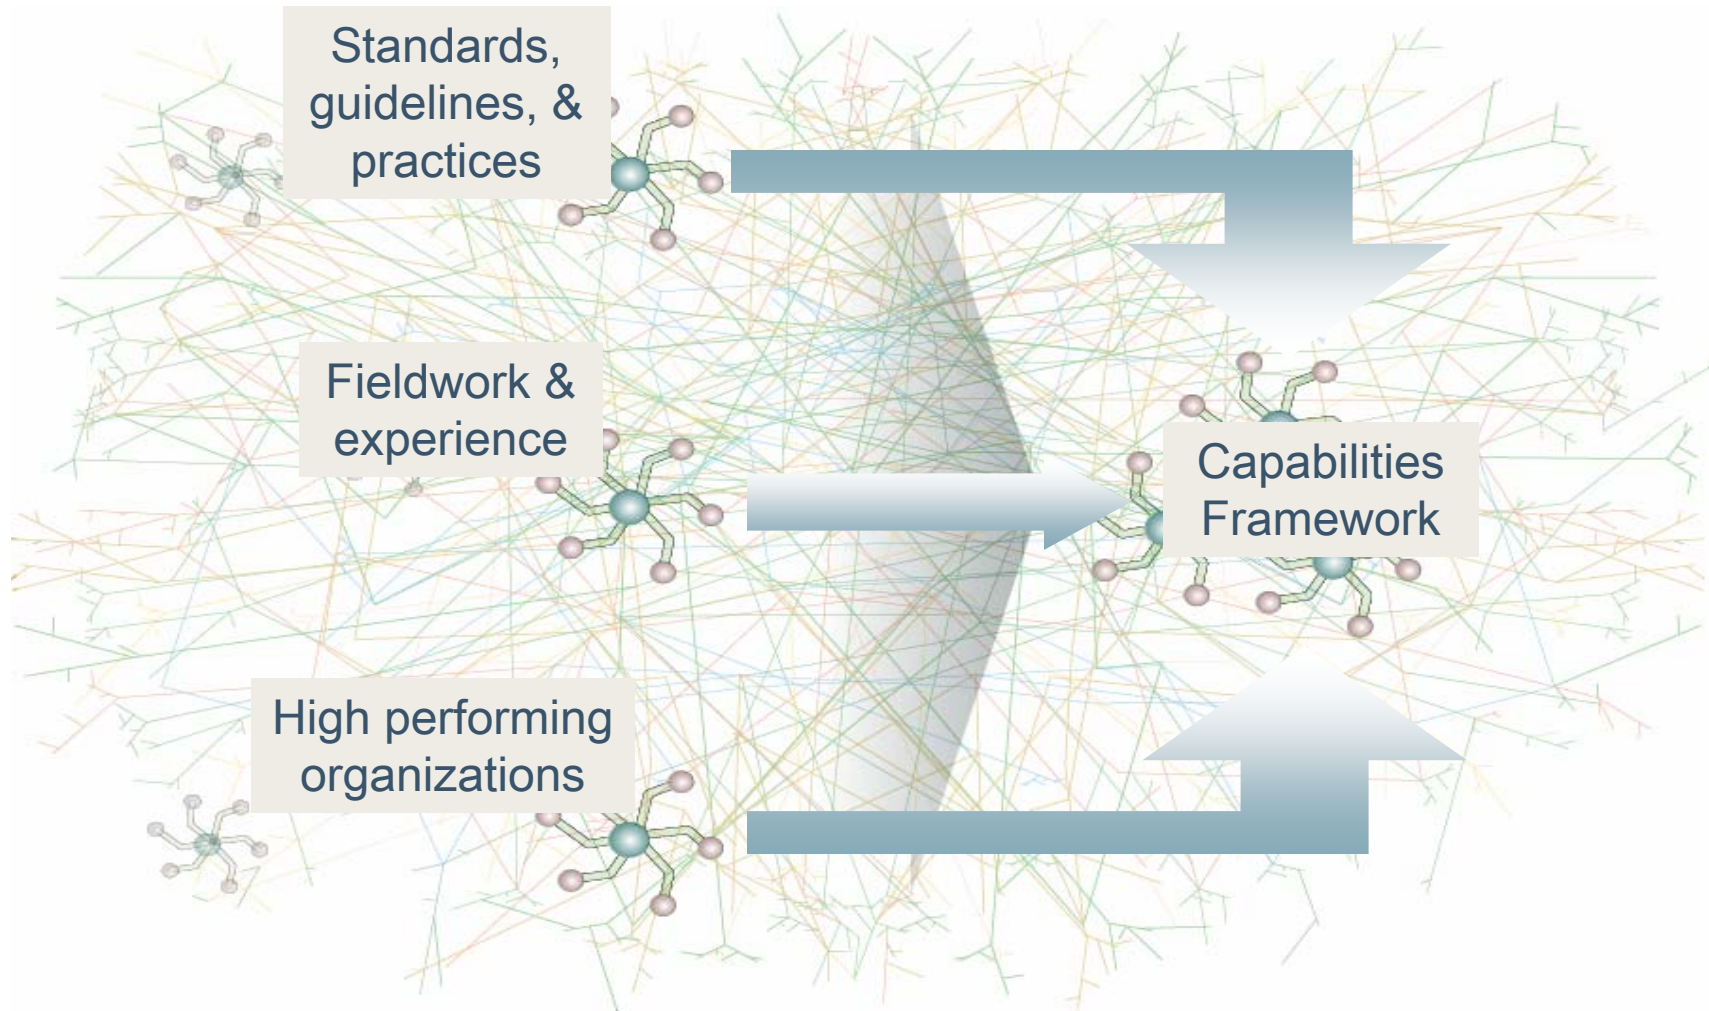 Standards,
guidelines, &
practices
Fieldwork &
experience
Capabilities
Framework
High performing
organizations